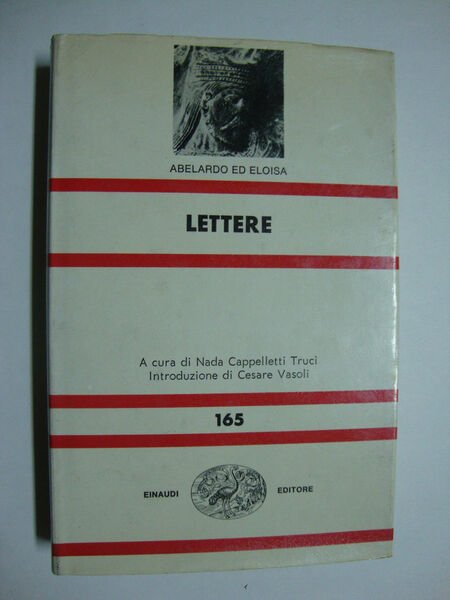 ABELARDO ED ELOISA
LETTERE
A cura di Nada Cappelletti Truci
Introduzione di Cesare Vasoli
165
EINAUDI EDITORE